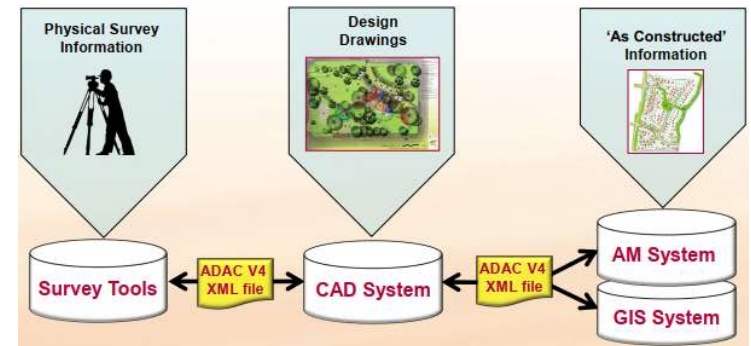 Physical Survey
Information
Design
Drawings
‘As Constructed’
Information
Survey Tools
ADAC V4
XML file
CAD System
ADAC V4
XML file
AM System
GIS System